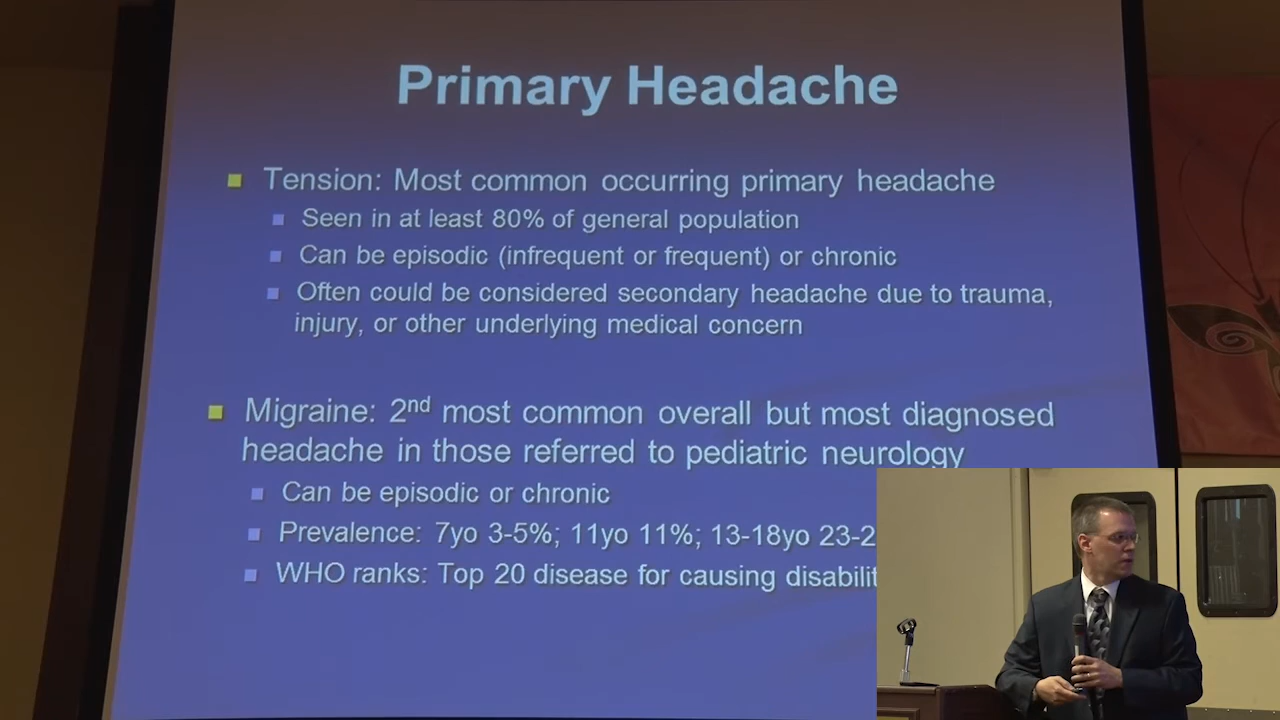 Primary Headache
Tension: Most common occurring primary headache
Seen in at least 80% of general population
Can be episodic (infrequent or frequent) or chronic
Often could be considered secondary headache due to trauma,
injury, or other underlying medical concern
Migraine: 2nd most common overall but most diagnosed
headache in those referred to pediatric neurology
Can be episodic or chronic
Prevalence: 7yo 3-5%; 11yo 11%; 13-18yo 23-2
WHO ranks: Top 20 disease for causing